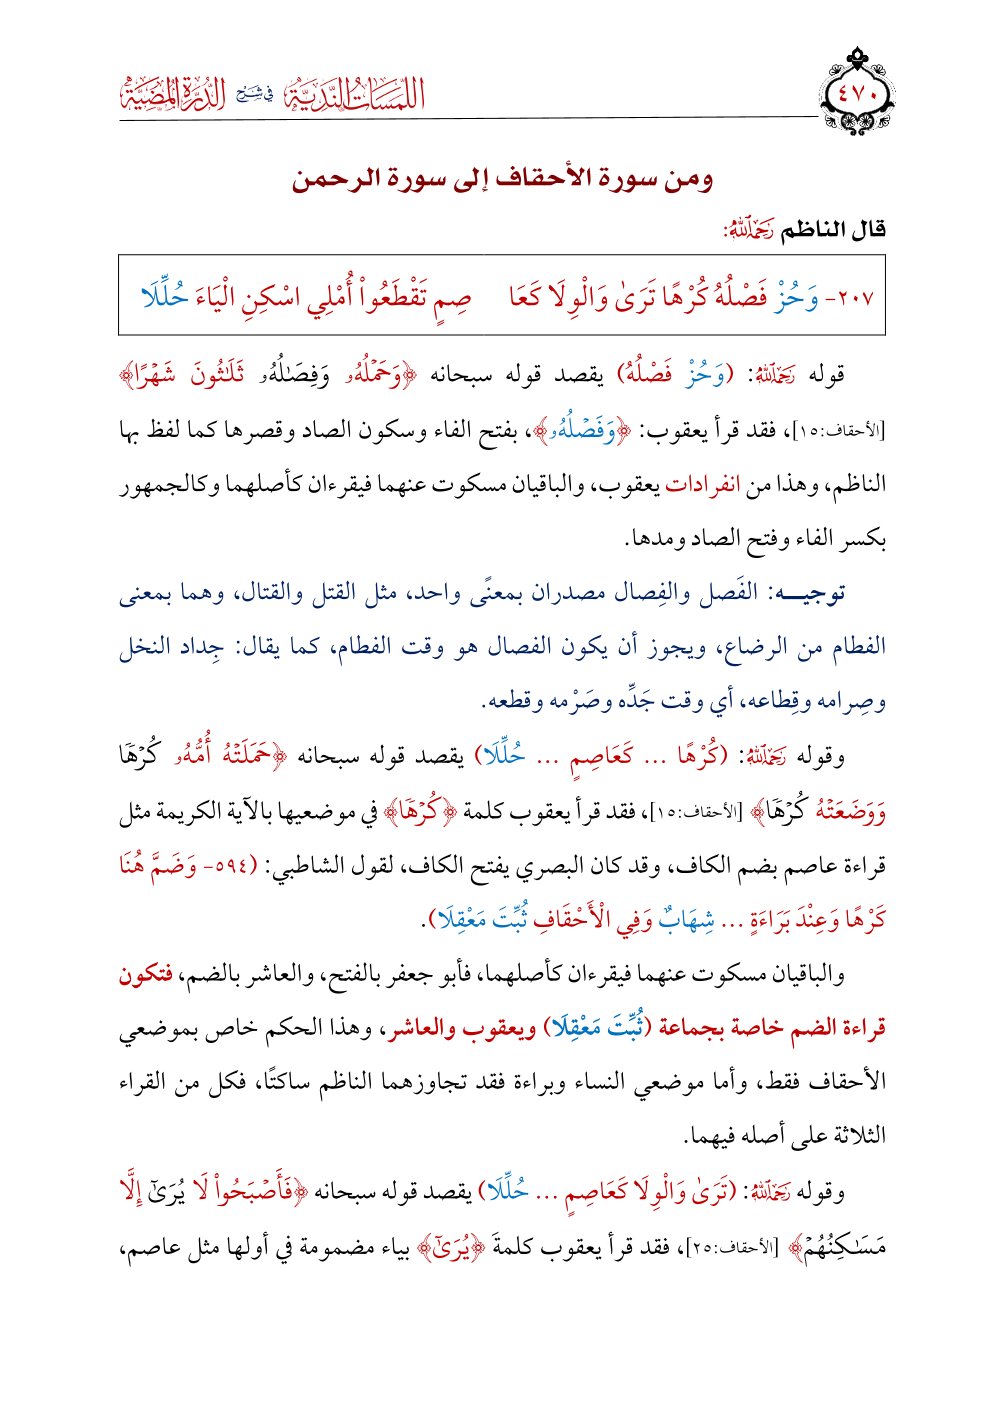 ٤٧٠
اللمسات الندية في شرح الدرة المضية
ومن سورة الأحقاف إلى سورة الرحمن
قال الناظم رَحِمَهُ ٱللَّهُ:
٢٠٧- وَحُزْ فَصْلُهُ كُرْهًا تَرَىٰ وَالْوِلَا كَعَا صِمٍ تَقْطَعُواْ أُمْلِي اسْكِنِ الْيَاءَ حُلِّلَا
قوله رَحِمَهُ ٱللَّهُ: (وَحُزْ فَصْلُهُ) يقصد قوله سبحانه ﴿وَحَمْلُهُۥ وَفِصَٰلُهُۥ ثَلَٰثُونَ شَهْرًا﴾
[الأحقاف:١٥]، فقد قرأ يعقوب: ﴿وَفَصْلُهُۥ﴾، بفتح الفاء وسكون الصاد وقصرها كما لفظ بها
الناظم، وهذا من انفرادات يعقوب، والباقيان مسكوت عنهما فيقرءان كأصلهما وكالجمهور
بكسر الفاء وفتح الصاد ومدها.
توجيـــه: الفَصل والفِصال مصدران بمعنًى واحد، مثل القتل والقتال، وهما بمعنى
الفطام من الرضاع، ويجوز أن يكون الفصال هو وقت الفطام، كما يقال: جِداد النخل
وصِرامه وقِطاعه، أي وقت جَدِّه وصَرْمه وقطعه.
وقوله رَحِمَهُ ٱللَّهُ: (كُرْهًا ... كَعَاصِمٍ ... حُلِّلَا) يقصد قوله سبحانه ﴿حَمَلَتْهُ أُمُّهُۥ كُرْهًا
وَوَضَعَتْهُ كُرْهًا﴾ [الأحقاف:١٥]، فقد قرأ يعقوب كلمة ﴿كُرْهًا﴾ في موضعيها بالآية الكريمة مثل
قراءة عاصم بضم الكاف، وقد كان البصري يفتح الكاف، لقول الشاطبي: (٥٩٤- وَضَمَّ هُنَا
كَرْهًا وَعِنْدَ بَرَاءَةٍ ... شِهَابٌ وَفِي الْأَحْقَافِ ثُبِّتَ مَعْقِلَا).
والباقيان مسكوت عنهما فيقرءان كأصلهما، فأبو جعفر بالفتح، والعاشر بالضم، فتكون
قراءة الضم خاصة بجماعة (ثُبِّتَ مَعْقِلَا) ويعقوب والعاشر، وهذا الحكم خاص بموضعي
الأحقاف فقط، وأما موضعي النساء وبراءة فقد تجاوزهما الناظم ساكتًا، فكل من القراء
الثلاثة على أصله فيهما.
وقوله رَحِمَهُ ٱللَّهُ: (تَرَىٰ وَالْوِلَا كَعَاصِمٍ ... حُلِّلَا) يقصد قوله سبحانه ﴿فَأَصْبَحُواْ لَا يُرَىٰٓ إِلَّا
مَسَٰكِنُهُمْ﴾ [الأحقاف:٢٥]، فقد قرأ يعقوب كلمةَ ﴿يُرَىٰٓ﴾ بياء مضمومة في أولها مثل عاصم،